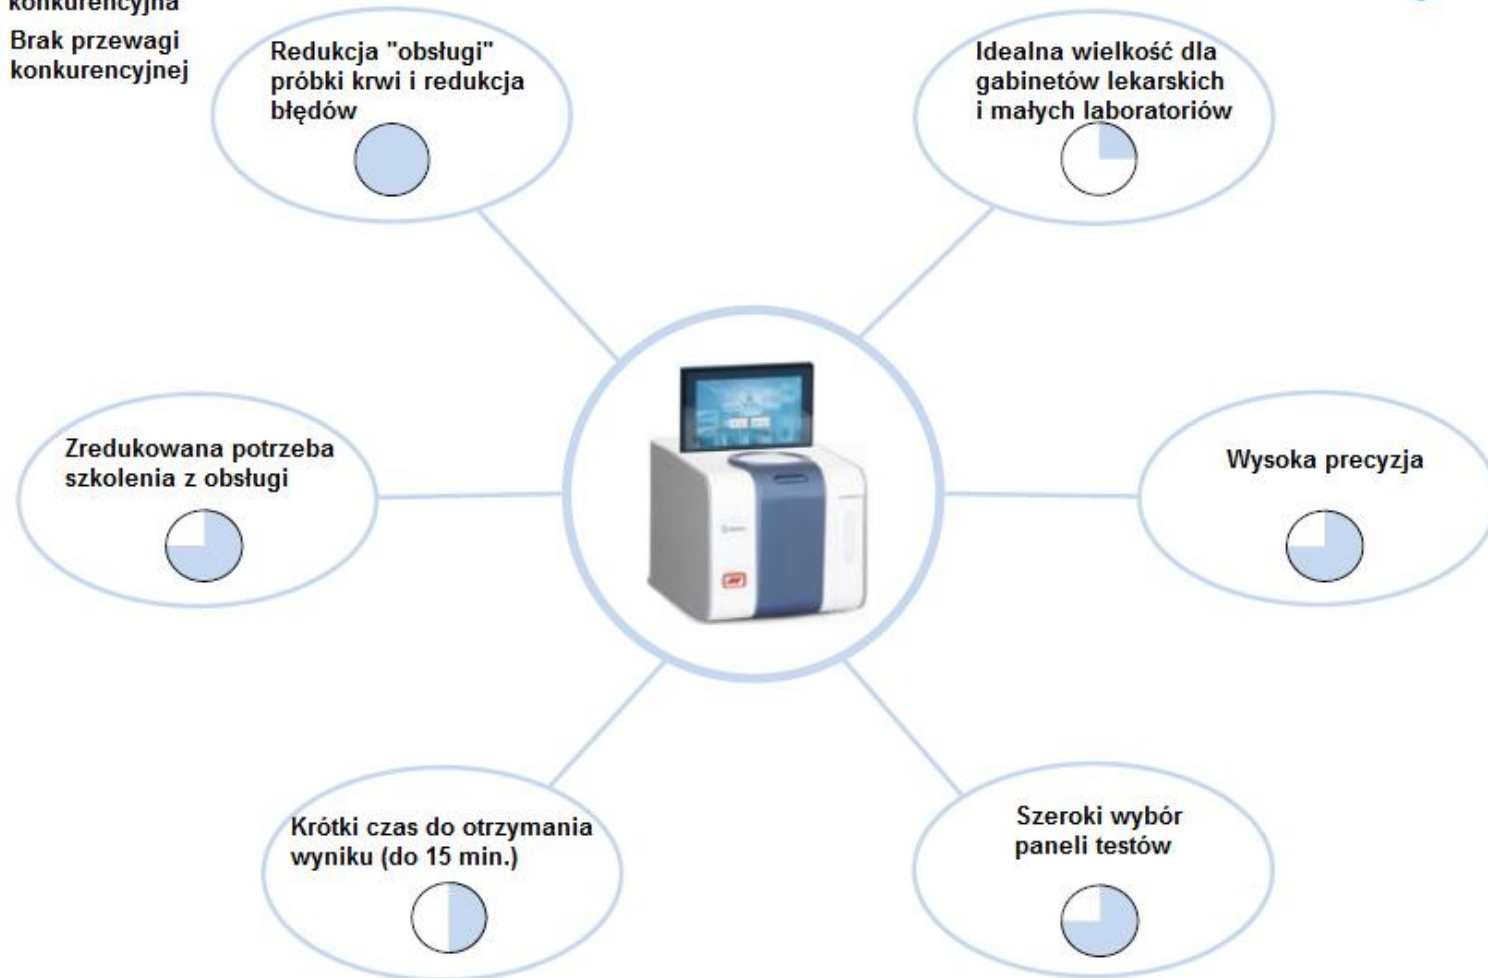 konkurencyjna
Brak przewagi
konkurencyjnej
Redukcja "obsługi"
próbki krwi i redukcja
błędów
Idealna wielkość dla
gabinetów lekarskich
i małych laboratoriów
Zredukowana potrzeba
szkolenia z obsługi
Wysoka precyzja
Krótki czas do otrzymania
wyniku (do 15 min.)
Szeroki wybór
paneli testów